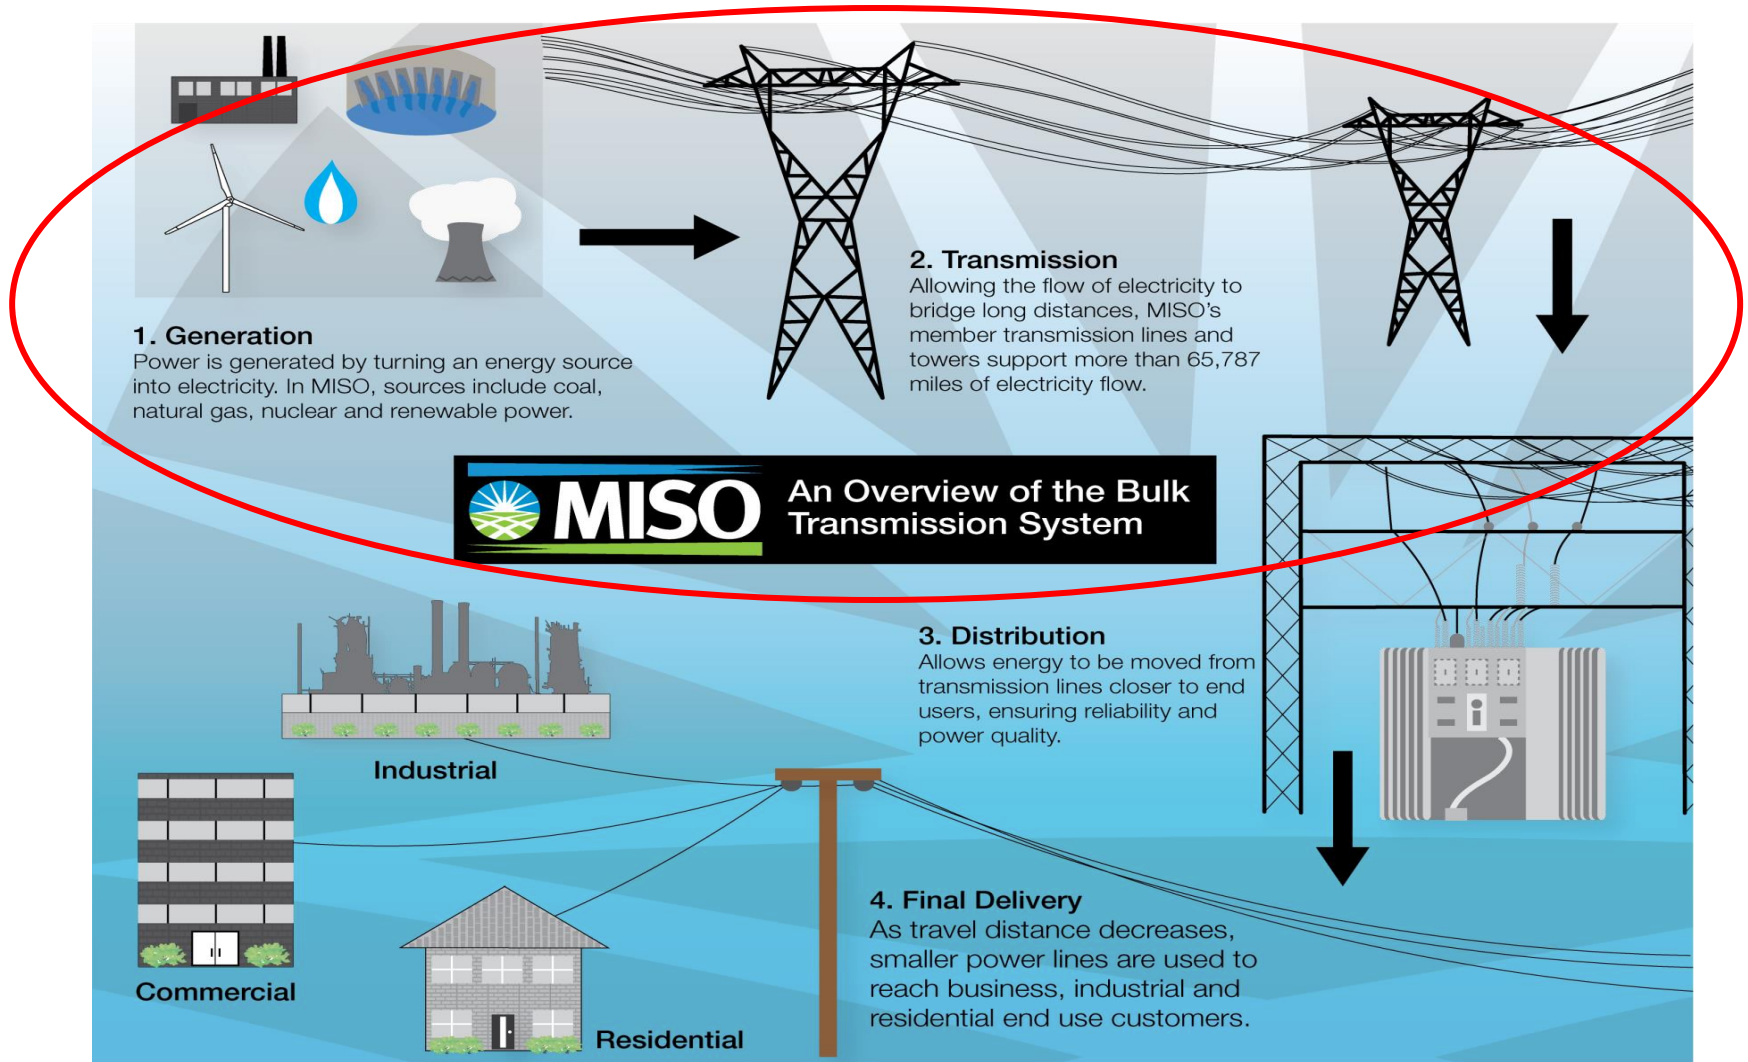 1. Generation
Power is generated by turning an energy source
into electricity. In MISO, sources include coal,
natural gas, nuclear and renewable power.
2. Transmission
Allowing the flow of electricity to
bridge long distances, MISO's
member transmission lines and
towers support more than 65,787
miles of electricity flow.
MISO
An Overview of the Bulk
Transmission System
3. Distribution
Allows energy to be moved from
transmission lines closer to end
users, ensuring reliability and
power quality.
Industrial
Commercial
Residential
4. Final Delivery
As travel distance decreases,
smaller power lines are used to
reach business, industrial and
residential end use customers.